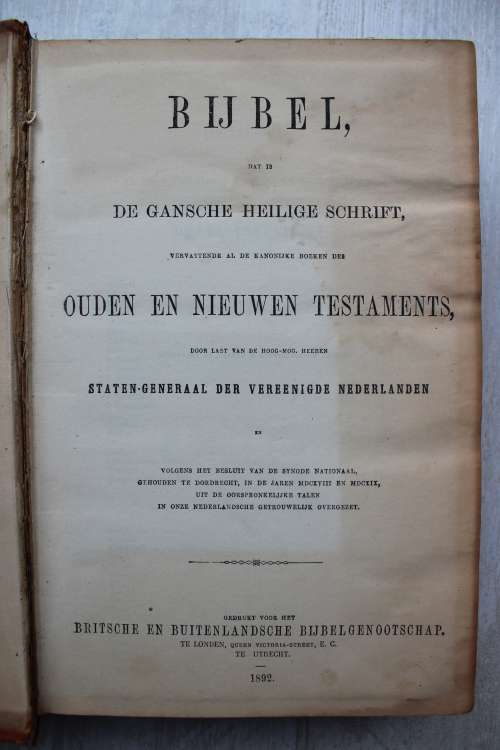 BIJBEL,
DAT IS
DE GANSCHE HEILIGE SCHRIFT,
VERVATTENDE AL DE KANONIJKE BOEKEN DES
OUDEN EN NIEUWEN TESTAMENTS,
DOOR LAST VAN DE HOOG-MOG. HEEREN
STATEN-GENERAAL DER VEREENIGDE NEDERLANDEN
EN
VOLGENS HET BESLUIT VAN DE SYNODE NATIONAAL,
GEHOUDEN TE DORDRECHT, IN DE JAREN MDCXVIII EN MDCXIX,
UIT DE OORSPRONKELIJKE TALEN
IN ONZE NEDERLANDSCHE GETROUWELIJK OVERGEZET.
GEDRUKT VOOR HET
BRITSCHE EN BUITENLANDSCHE BIJBELGENOOTSCHAP.
TE LONDEN, QUEEN VICTORIA-STREET, E. C.
TE UTRECHT.
1892.